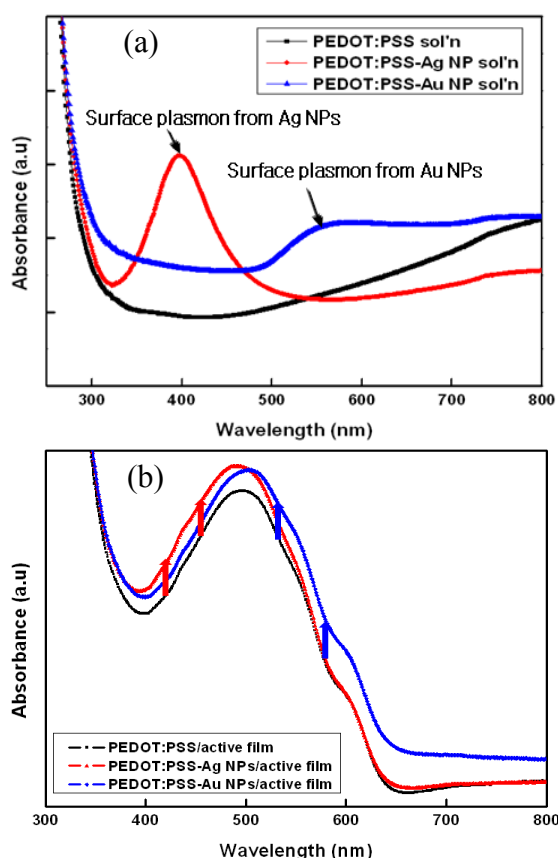 (a)
PEDOT:PSS sol'n
PEDOT:PSS-Ag NP sol'n
PEDOT:PSS-Au NP sol'n
Surface plasmon from Ag NPs
Surface plasmon from Au NPs
Absorbance (a.u)
300 400 500 600 700 800
Wavelength (nm)
(b)
Absorbance (a.u)
PEDOT:PSS/active film
PEDOT:PSS-Ag NPs/active film
PEDOT:PSS-Au NPs/active film
300 400 500 600 700 800
Wavelength (nm)